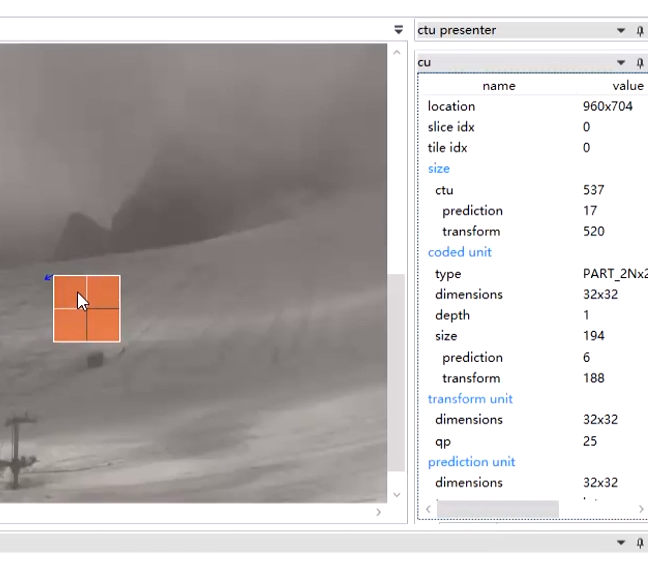 ctu presenter
cu
name value
location 960x704
slice idx 0
tile idx 0
size
ctu 537
prediction 17
transform 520
coded unit
type PART_2Nx2
dimensions 32x32
depth 1
size 194
prediction 6
transform 188
transform unit
dimensions 32x32
qp 25
prediction unit
dimensions 32x32